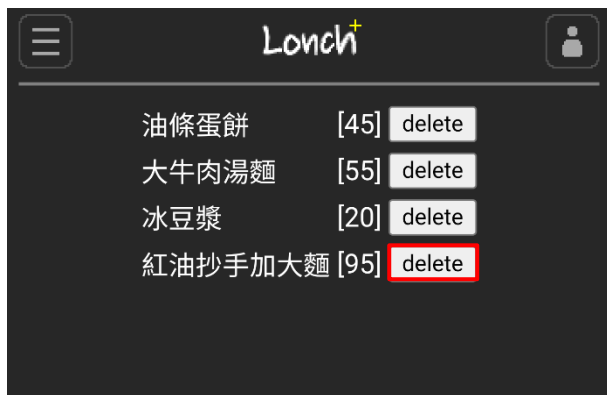 Lonch+
油條蛋餅 [45] delete
大牛肉湯麵 [55] delete
冰豆漿 [20] delete
紅油抄手加大麵 [95] delete